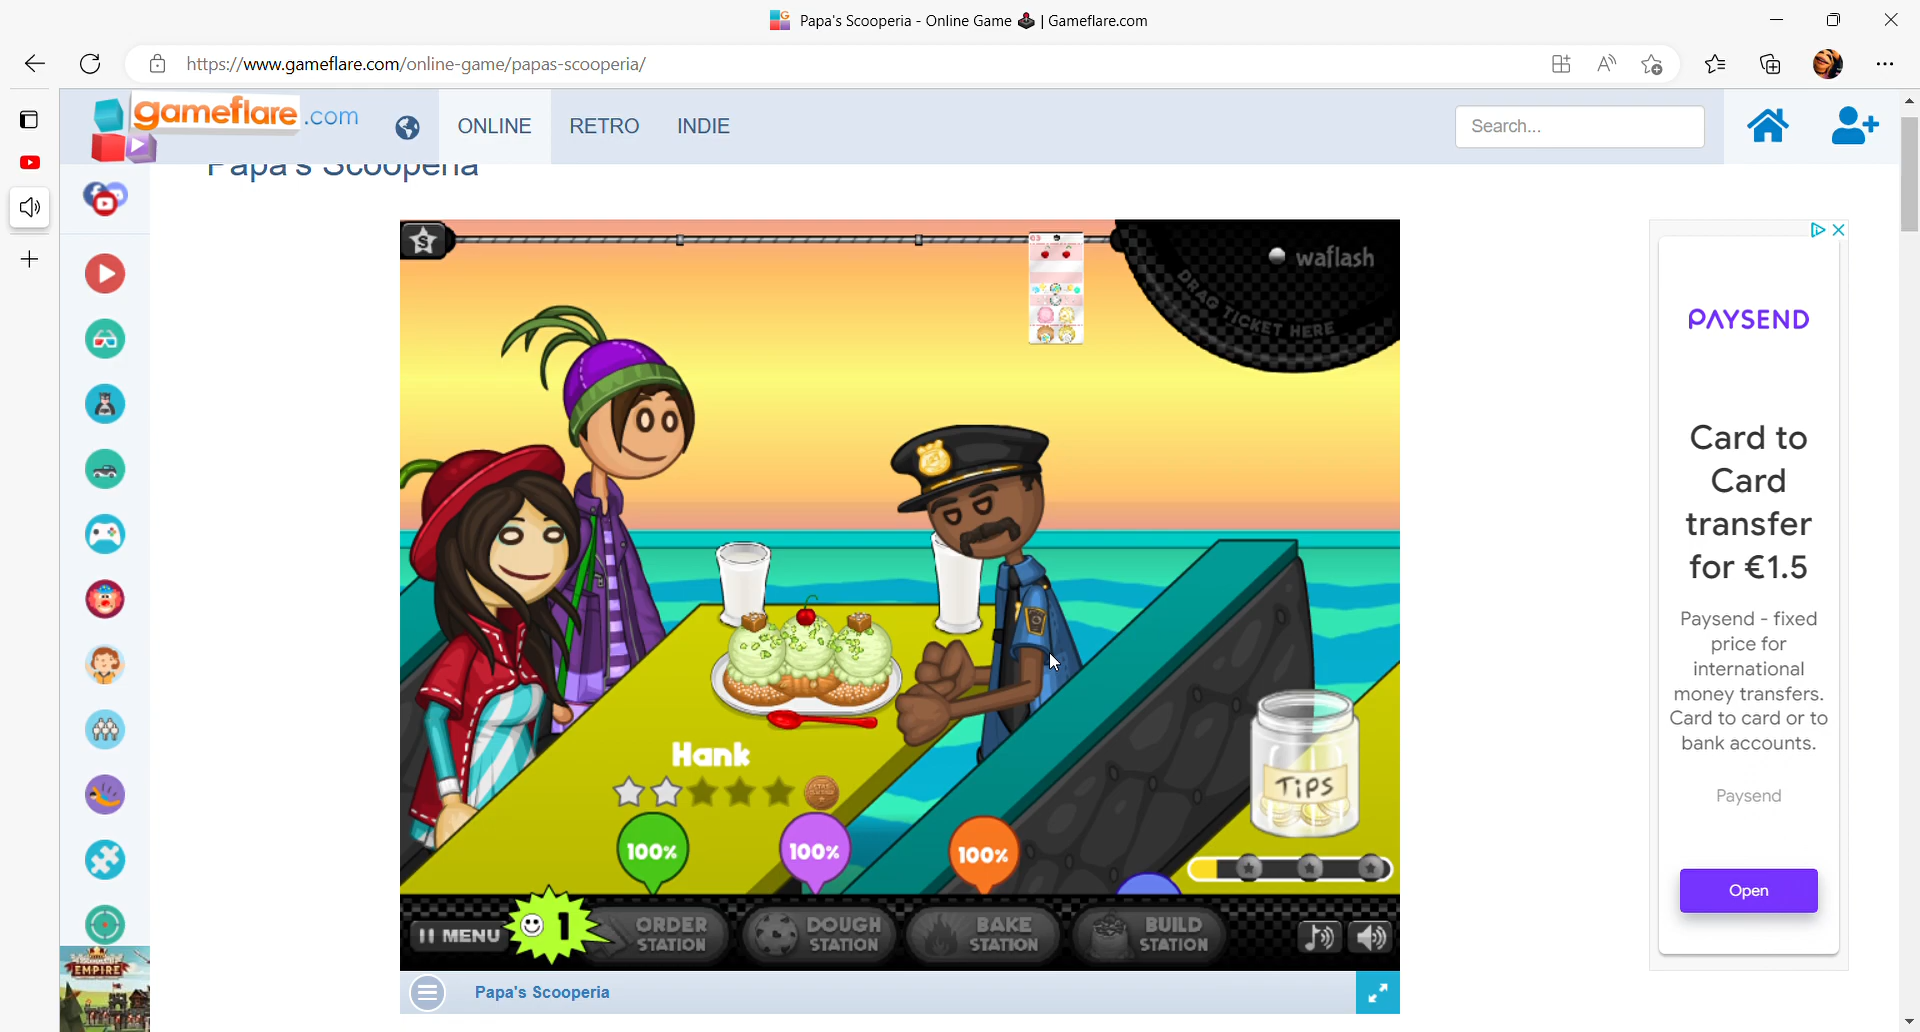 Papa's Scooperia - Online Game | Gameflare.com
https://www.gameflare.com/online-game/papas-scooperia/
gameflare.com
ONLINE
RETRO
INDIE
Search...
Papa's Scooperia
S
waflash
DRAG TICKET HERE
Hank
TiPS
100%
100%
100%
II MENU
1
ORDER
STATION
DOUGH
STATION
BAKE
STATION
BUILD
STATION
Papa's Scooperia
EMPIRE
PAYSEND
Card to
Card
transfer
for €1.5
Paysend - fixed
price for
international
money transfers.
Card to card or to
bank accounts.
Paysend
Open